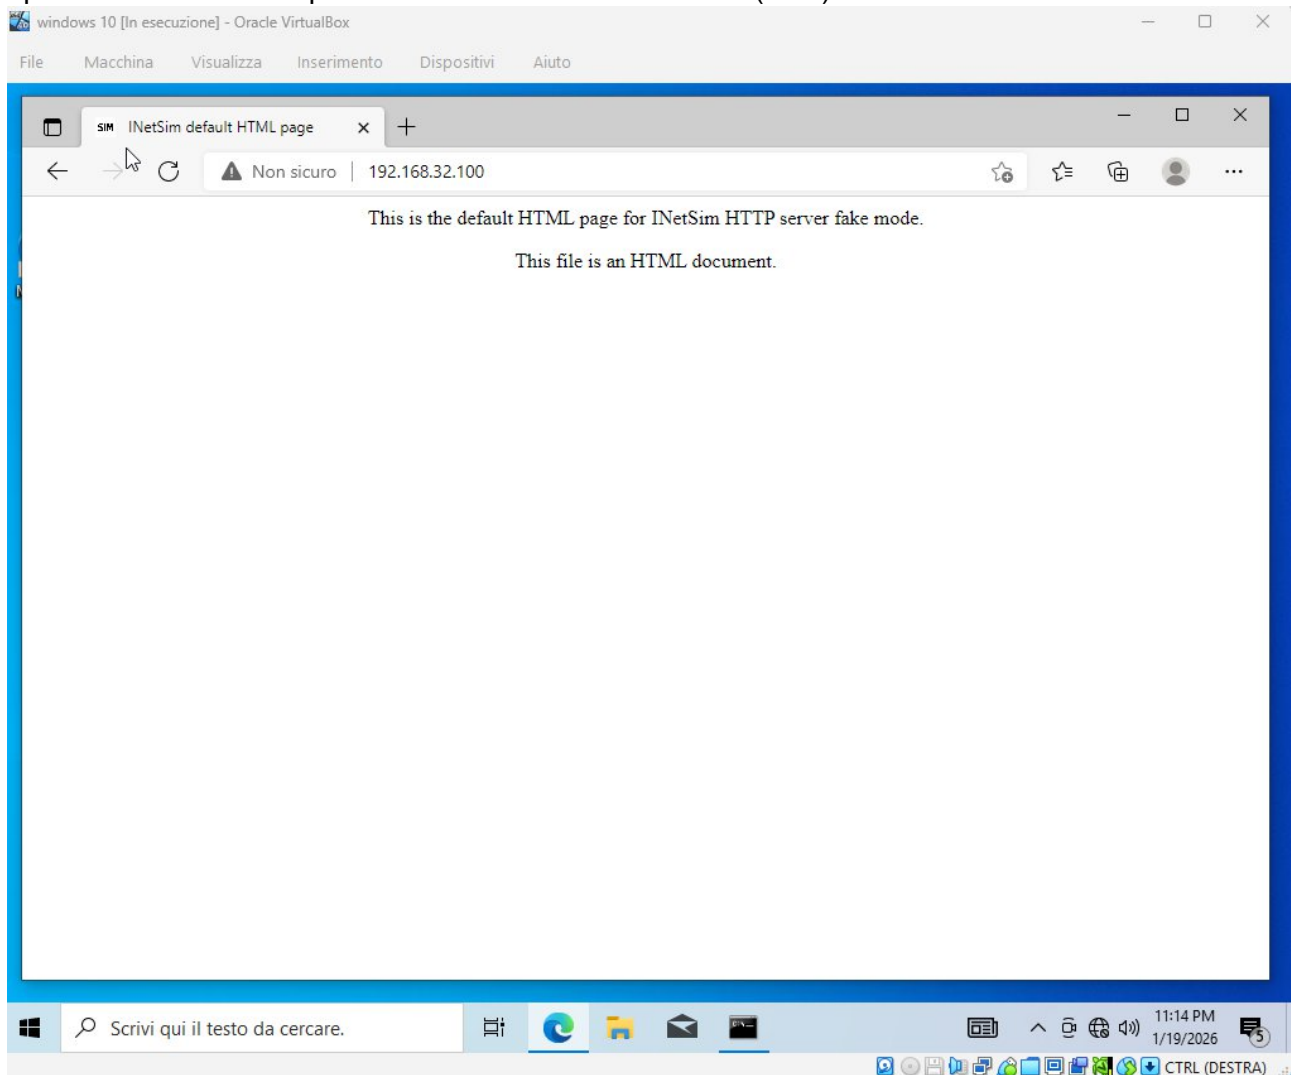 windows 10 [In esecuzione] - Oracle VirtualBox
File Macchina Visualizza Inserimento Dispositivi Aiuto
SIM INetSim default HTML page
Non sicuro 192.168.32.100
This is the default HTML page for INetSim HTTP server fake mode.
This file is an HTML document.
Scrivi qui il testo da cercare.
11:14 PM
1/19/2026
5
CTRL (DESTRA)